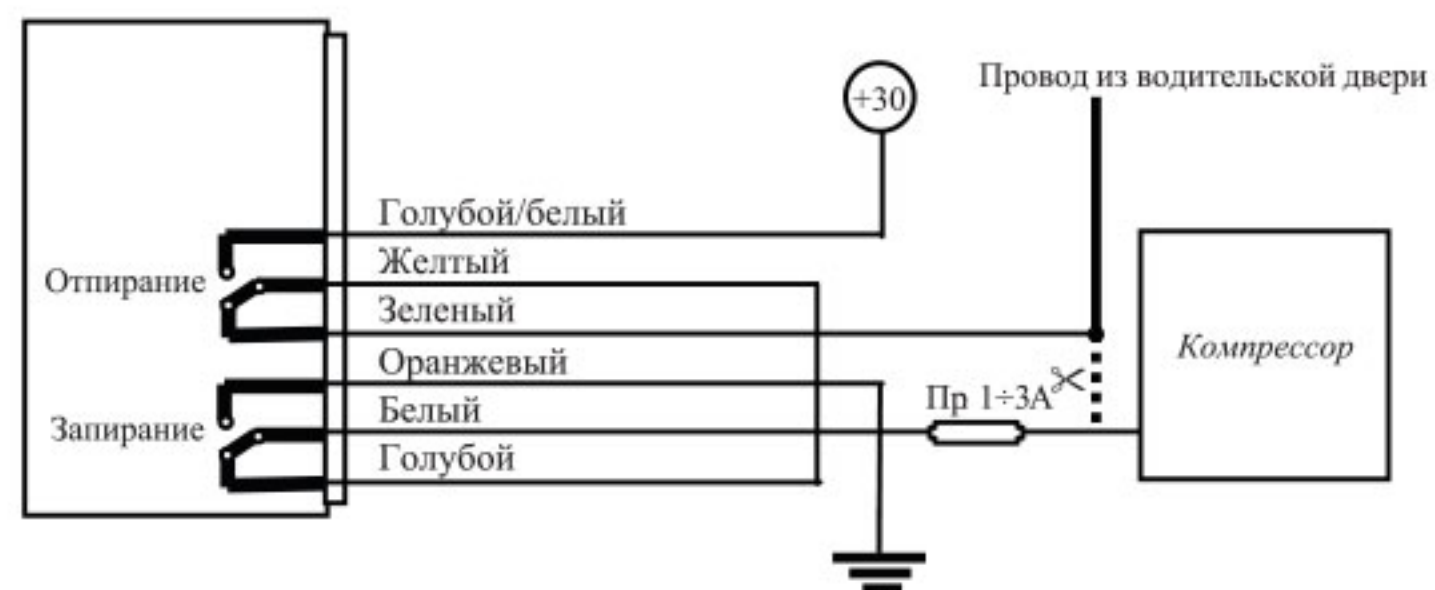 Провод из водительской двери
+30
Голубой/белый
Желтый
Отпирание
Зеленый
Оранжевый
Компрессор
Пр 1÷3А
Белый
Запирание
Голубой